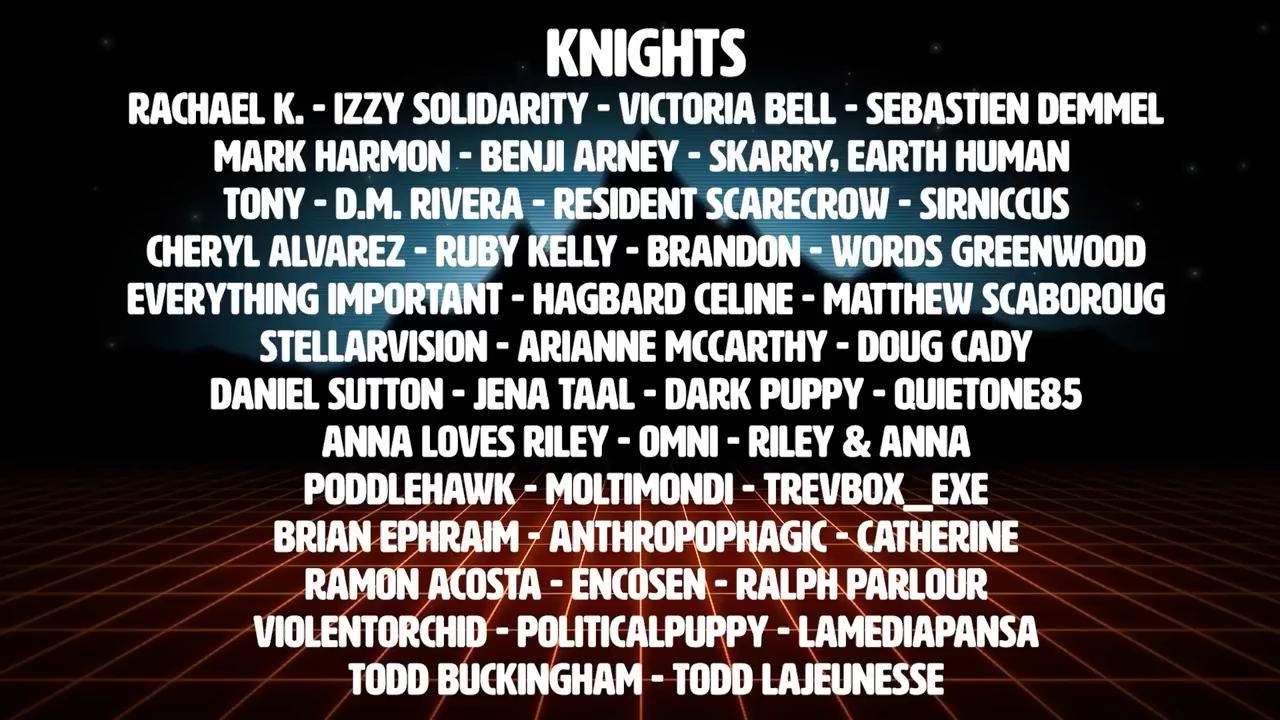 KNIGHTS
RACHAEL K. - IZZY SOLIDARITY - VICTORIA BELL - SEBASTIEN DEMMEL
MARK HARMON - BENJI ARNEY - SKARRY, EARTH HUMAN
TONY - D.M. RIVERA - RESIDENT SCARECROW - SIRNICCUS
CHERYL ALVAREZ - RUBY KELLY - BRANDON - WORDS GREENWOOD
EVERYTHING IMPORTANT - HAGBARD CELINE - MATTHEW SCABOROUG
STELLARVISION - ARIANNE MCCARTHY - DOUG CADY
DANIEL SUTTON - JENA TAAL - DARK PUPPY - QUIETONE85
ANNA LOVES RILEY - OMNI - RILEY & ANNA
PODDLEHAWK - MOLTIMONDI - TREVBOX_EXE
BRIAN EPHRAIM - ANTHROPOPHAGIC - CATHERINE
RAMON ACOSTA - ENCOSEN - RALPH PARLOUR
VIOLENTORCHID - POLITICALPUPPY - LAMEDIAPANSA
TODD BUCKINGHAM - TODD LAJEUNESSE